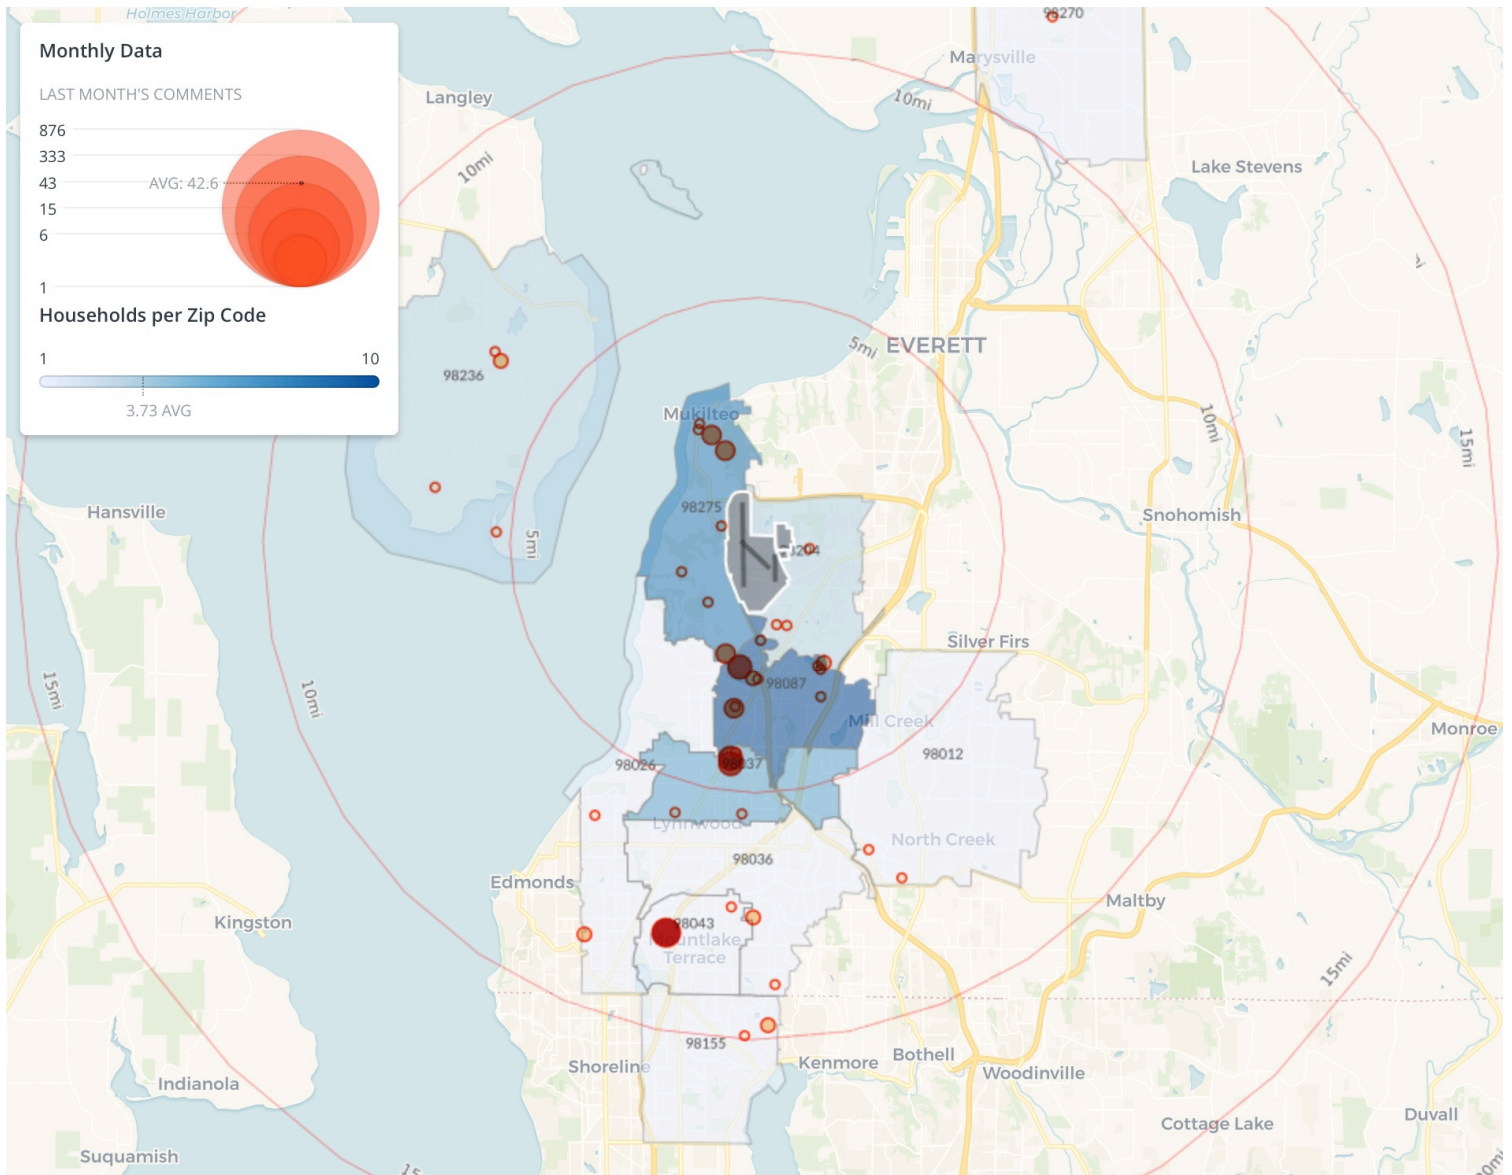 Holmes Harbor
Monthly Data
LAST MONTH'S COMMENTS
876
333
43
AVG: 42.6
15
6
1
Households per Zip Code
1
10
3.73 AVG
98270
Marysville
Langley
10mi
10mi
Lake Stevens
EVERETT
5mi
98236
Mukilteo
10mi
15mi
98275
Hansville
Snohomish
5mi
Silver Firs
98087
15mi
10mi
Mill Creek
Monroe
98012
98026
98037
Lynnwood
North Creek
98036
Edmonds
Maltby
Kingston
98043
Mountlake
Terrace
15mi
98155
Shoreline
Kenmore
Bothell
Woodinville
Indianola
Duvall
Cottage Lake
Suquamish